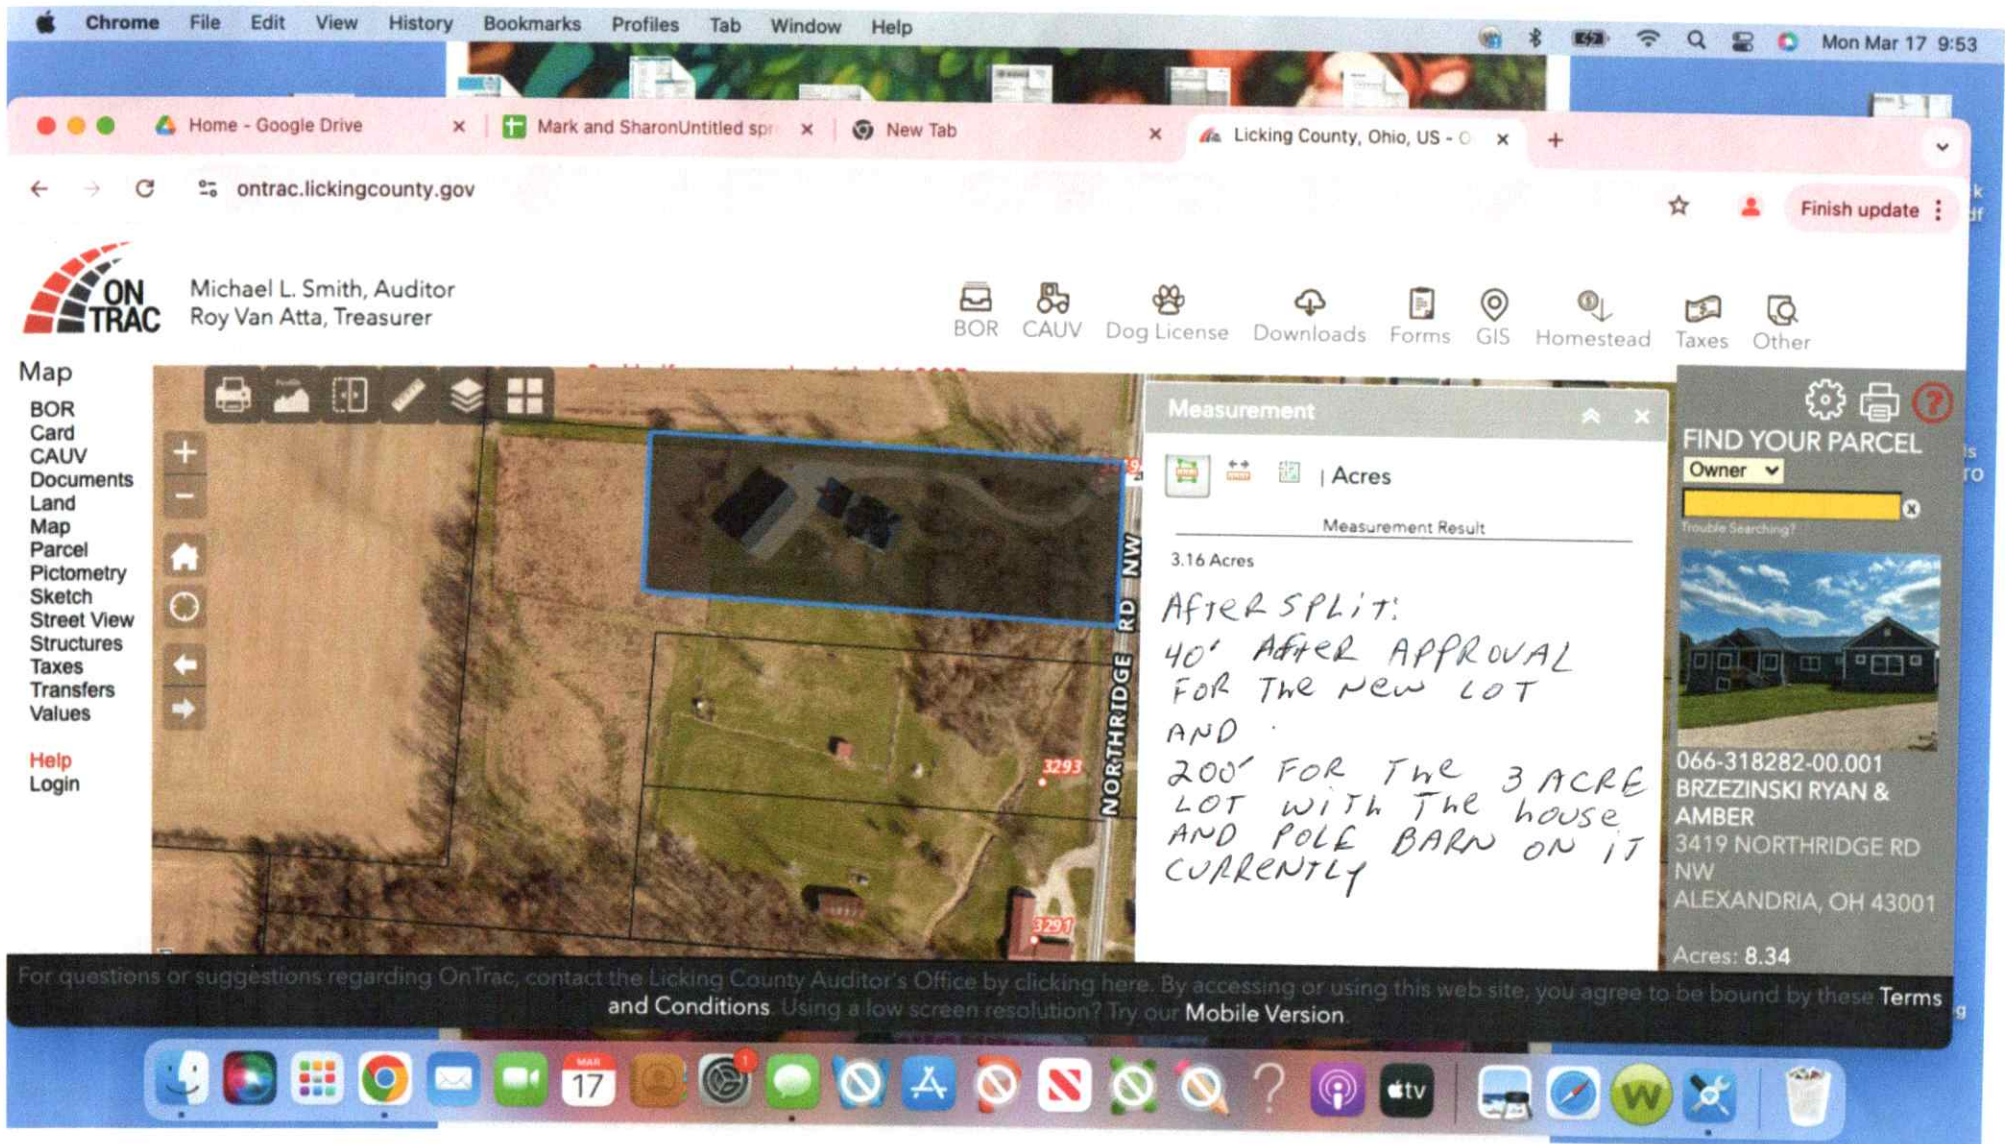 Chrome File Edit View History Bookmarks Profiles Tab Window Help
Mon Mar 17 9:53
Home - Google Drive
Mark and SharonUntitled spr
New Tab
Licking County, Ohio, US - O
ontrac.lickingcounty.gov
Finish update
ON
TRAC
Michael L. Smith, Auditor
Roy Van Atta, Treasurer
BOR CAUV Dog License Downloads Forms GIS Homestead Taxes Other
Map
BOR
Card
CAUV
Documents
Land
Map
Parcel
Pictometry
Sketch
Street View
Structures
Taxes
Transfers
Values
Help
Login
NORTHRIDGE RD NW
3293
3291
Measurement
| Acres
Measurement Result
3.16 Acres
AFTER SPLIT:
40' AFTER APPROVAL
FOR THE NEW LOT
AND
200' FOR THE 3 ACRE
LOT WITH THE HOUSE
AND POLE BARN ON IT
CURRENTLY
FIND YOUR PARCEL
Owner
Trouble Searching?
066-318282-00.001
BRZEZINSKI RYAN &
AMBER
3419 NORTHRIDGE RD
NW
ALEXANDRIA, OH 43001
Acres: 8.34
For questions or suggestions regarding OnTrac, contact the Licking County Auditor's Office by clicking here. By accessing or using this web site, you agree to be bound by these Terms
and Conditions. Using a low screen resolution? Try our Mobile Version.
MAR
17
1
tv